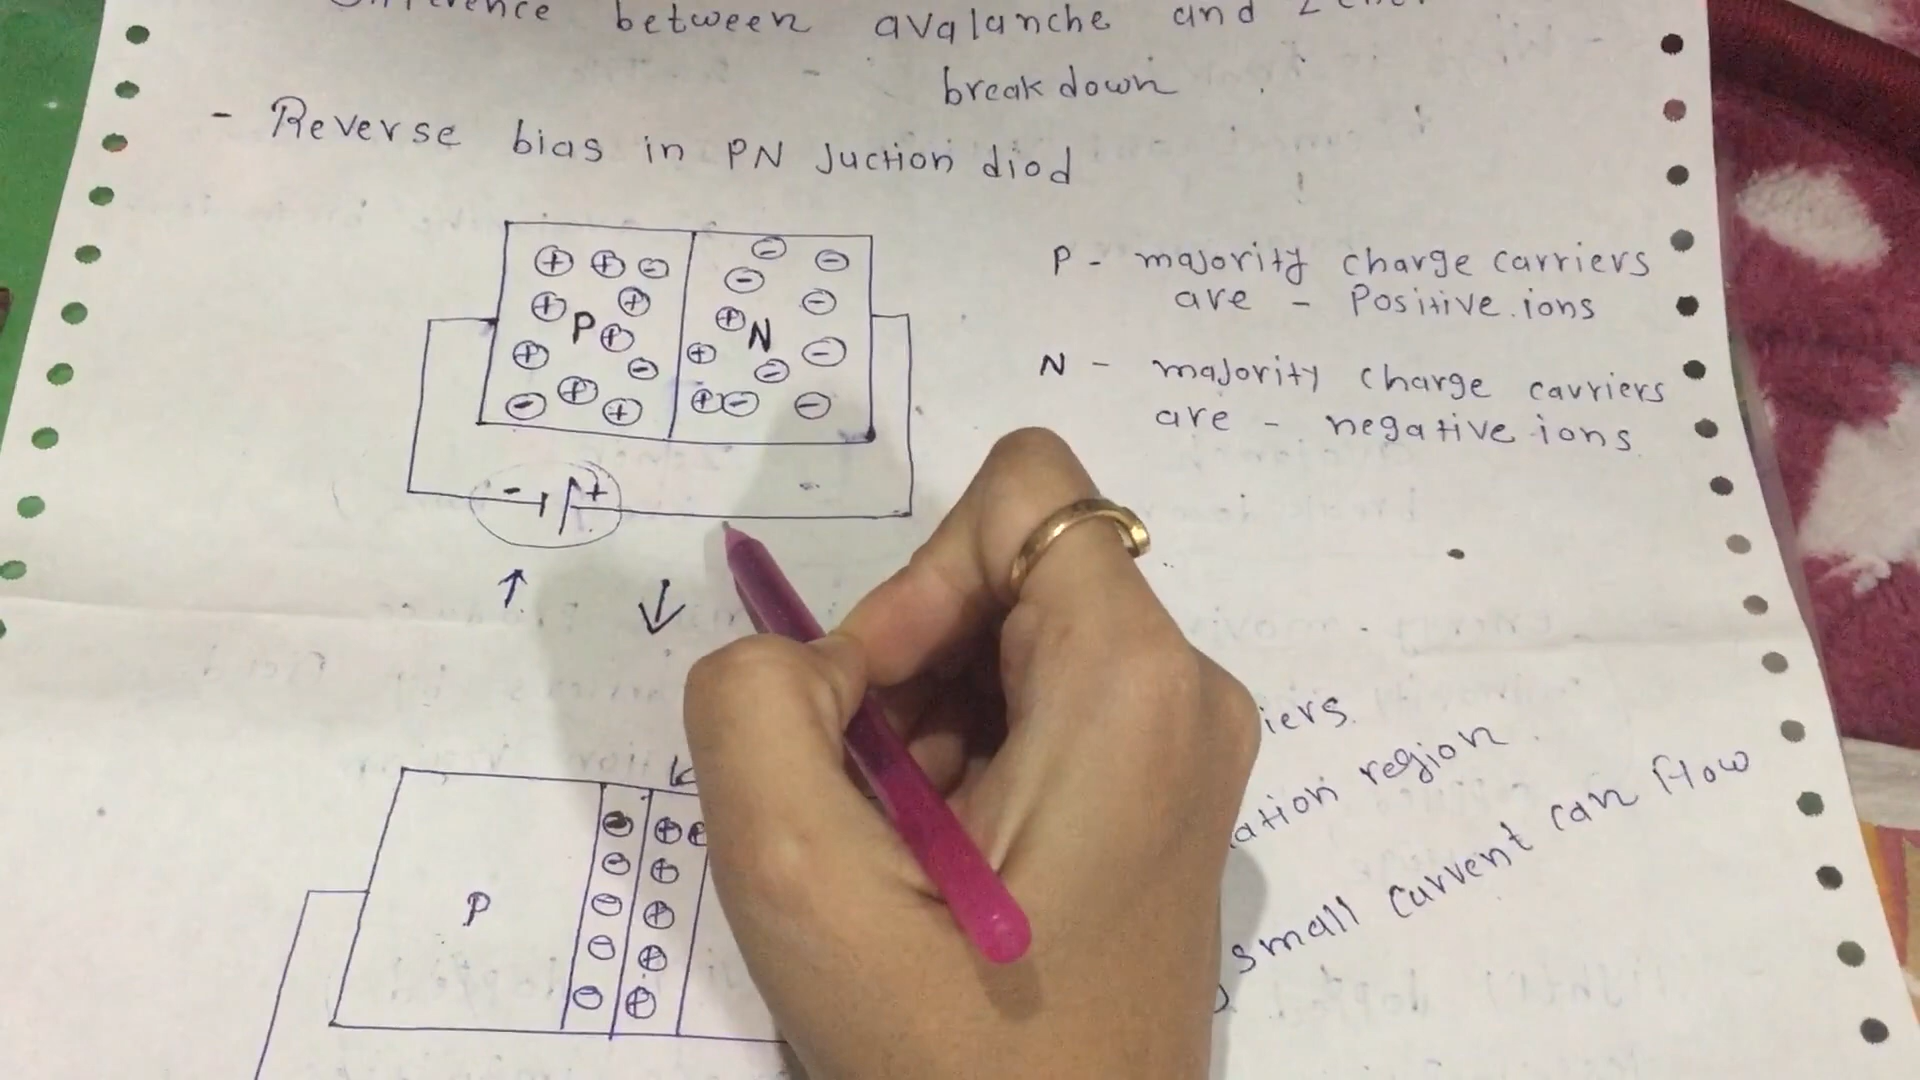 between avalanche and
breakdown
- Reverse bias in PN Juction diod
P - majority charge carriers
are - Positive ions
N - majority charge carriers
are - negative ions
P
N
- +
iers
ation region
small current can flow
P